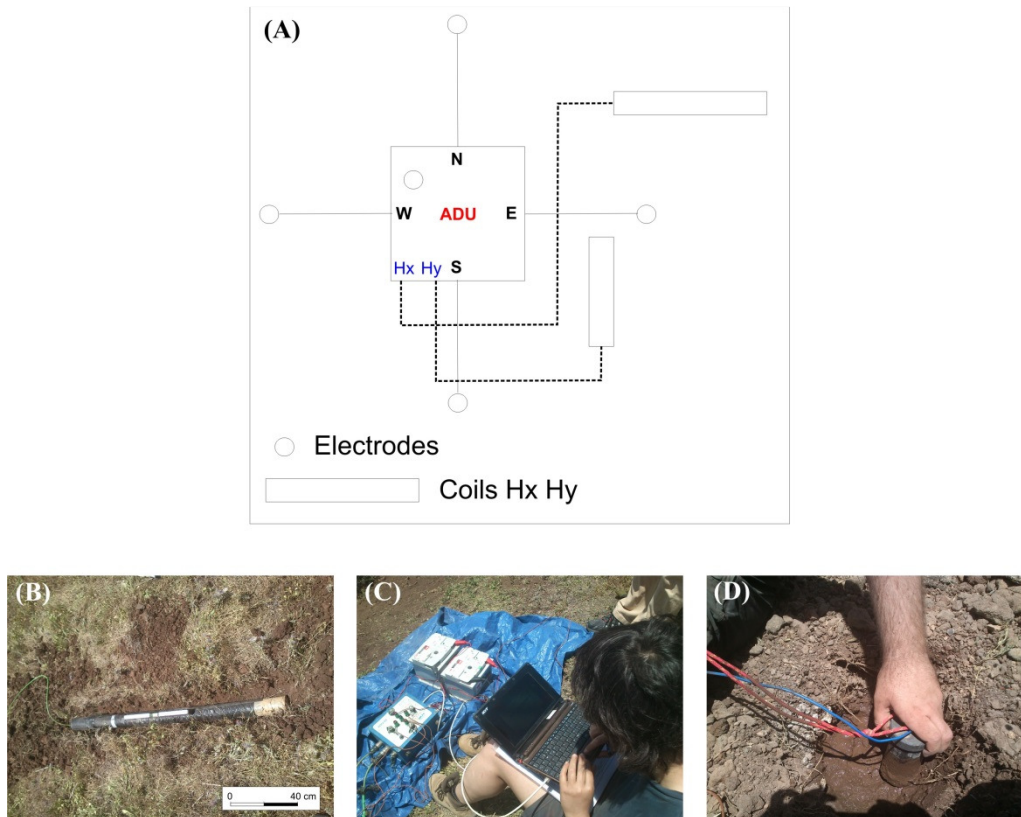 (A)
N
W ADU E
Hx Hy S
Electrodes
Coils Hx Hy
(B)
0 40 cm
(C)
(D)